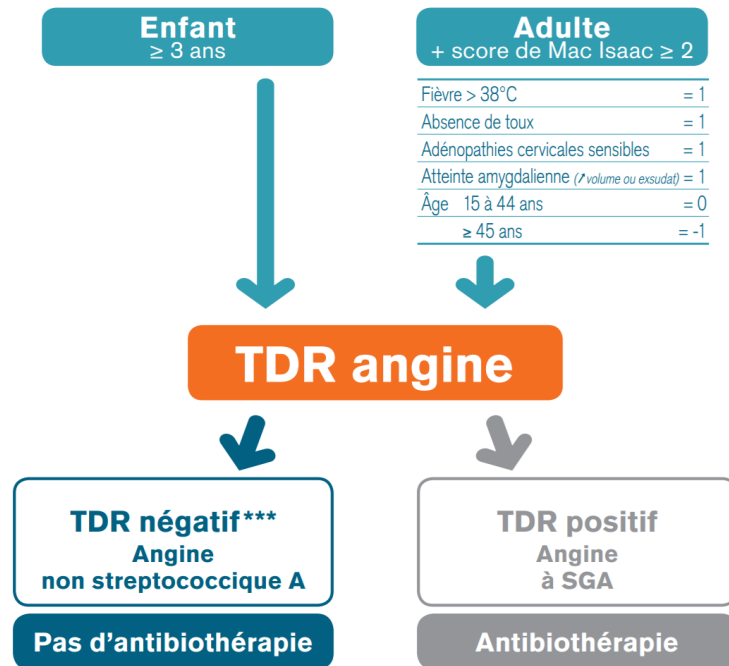 Enfant
≥ 3 ans
Adulte
+ score de Mac Isaac ≥ 2
Fièvre > 38°C = 1
Absence de toux = 1
Adénopathies cervicales sensibles = 1
Atteinte amygdalienne (↗ volume ou exsudat) = 1
Âge 15 à 44 ans = 0
≥ 45 ans = -1
TDR angine
TDR négatif***
Angine
non streptococcique A
Pas d'antibiothérapie
TDR positif
Angine
à SGA
Antibiothérapie